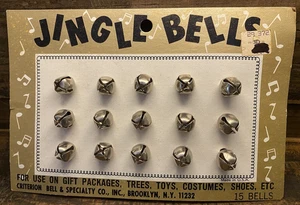 JINGLE BELLS
FOR USE ON GIFT PACKAGES, TREES, TOYS, COSTUMES, SHOES, ETC
CRITERION BELL & SPECIALTY CO., INC., BROOKLYN, N.Y. 11232
15 BELLS